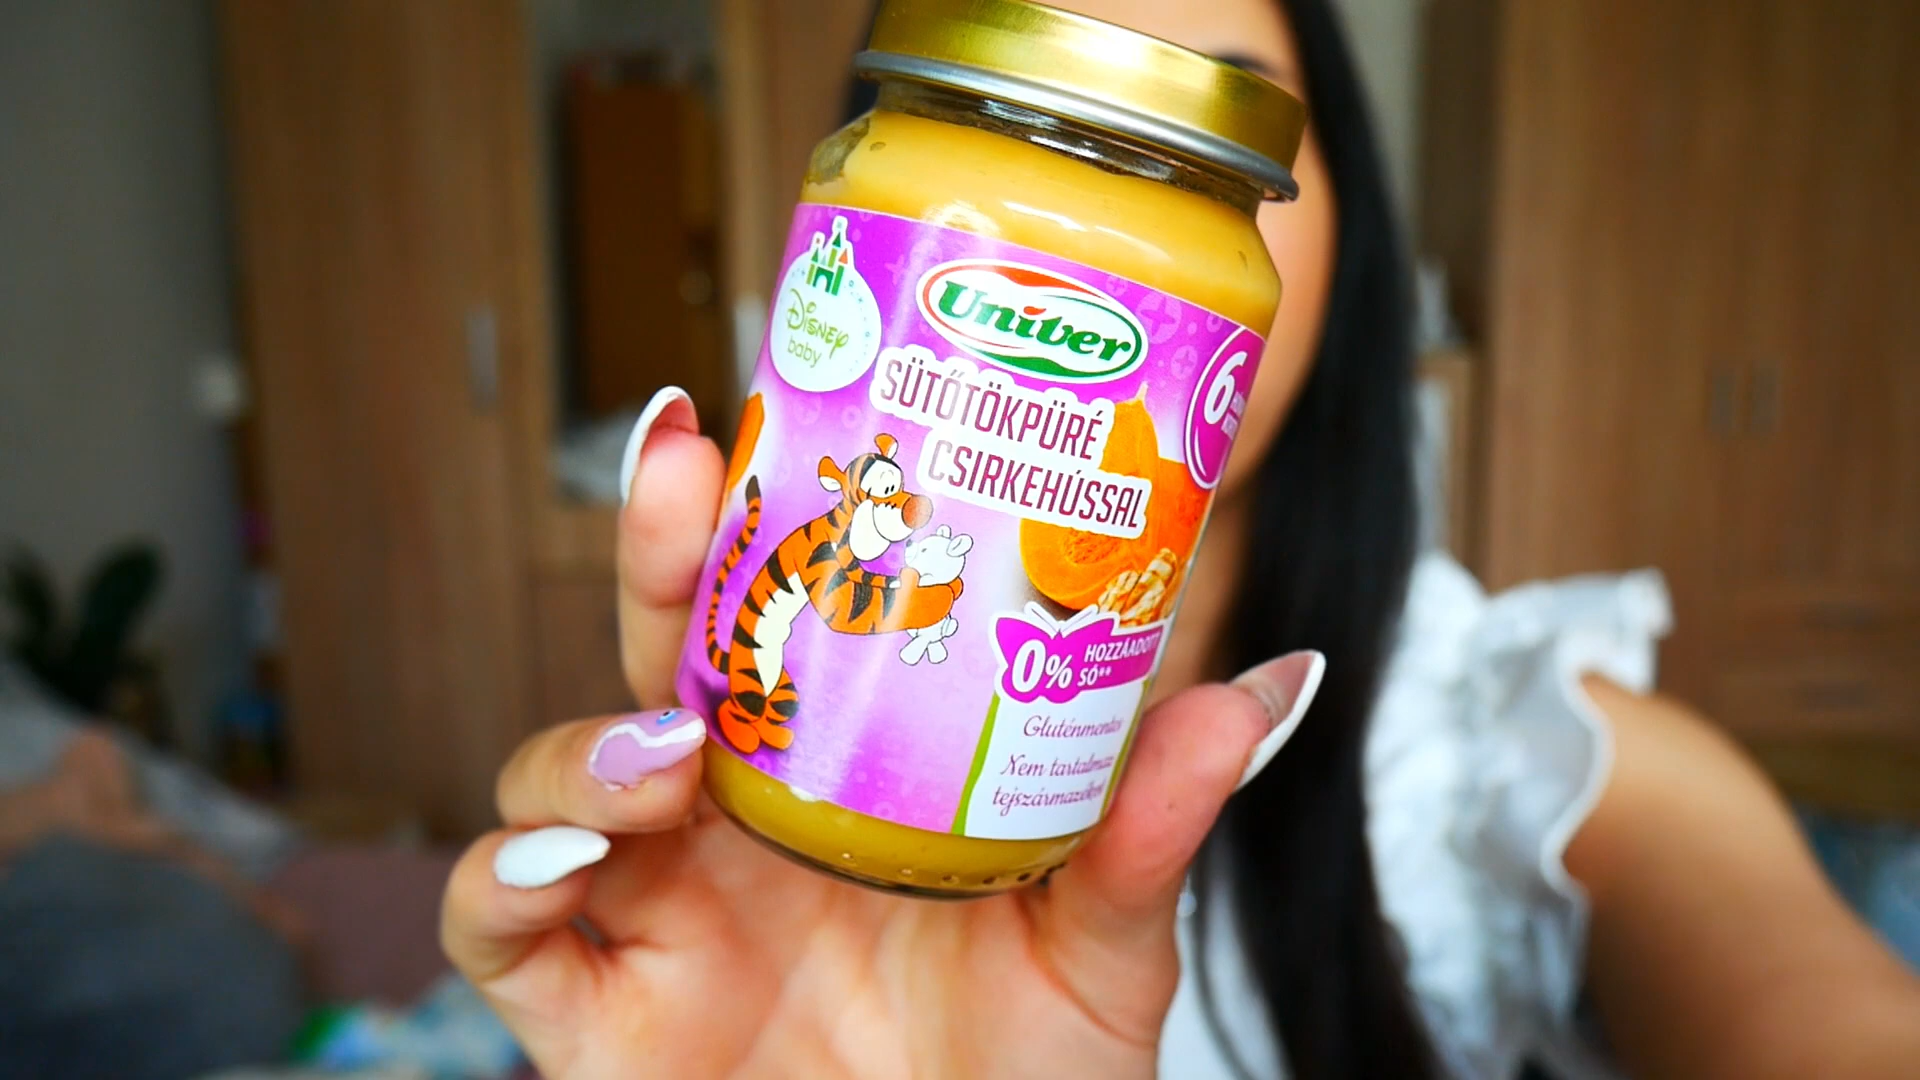 Disney
baby
Univer
SÜTŐTÖKPÜRÉ
CSIRKEHÚSSAL
6
0% HOZZÁADOTT
SÓ**
Gluténmentes
Nem tartalmaz
tejszármazékot